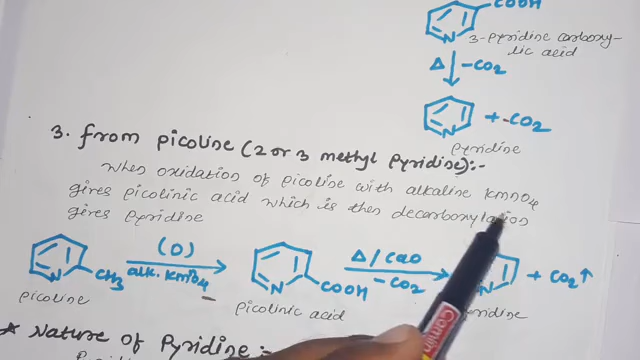 COOH
N
3-pyridine carboxy-
lic acid
Δ -CO2
N + -CO2
pyridine
3. from picoline (2 or 3 methyl pyridine):-
when oxidation of picoline with alkaline KMnO4
gives picolinic acid which is then decarboxylation
gives pyridine
N CH3 (O) alk. KMnO4 N COOH Δ/CaO -CO2 N + CO2↑
picoline picolinic acid yridine
* Nature of Pyridine :-